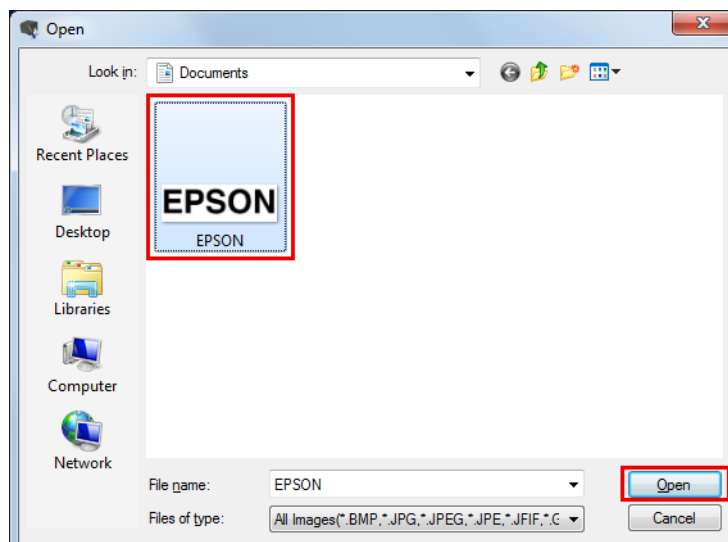 Open
Look in: Documents
Recent Places
EPSON
EPSON
Desktop
Libraries
Computer
Network
File name: EPSON Open
Files of type: All Images(*.BMP,*.JPG,*.JPEG,*.JPE,*.JFIF,*.G Cancel